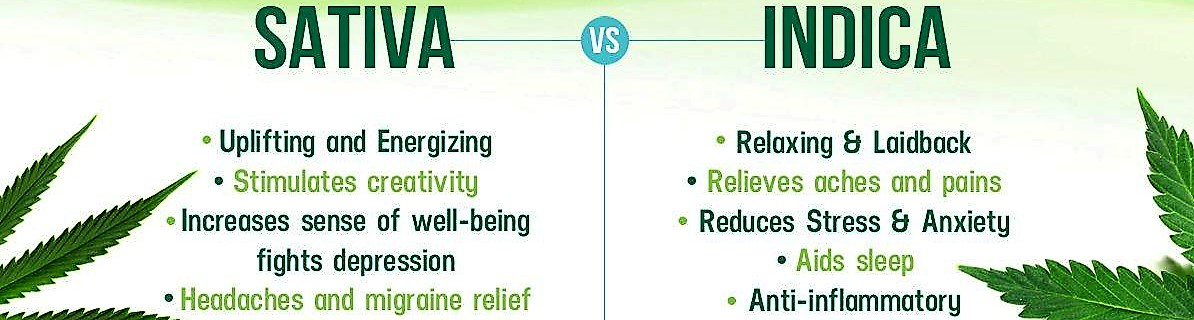 SATIVA VS INDICA
• Uplifting and Energizing
• Stimulates creativity
• Increases sense of well-being
fights depression
• Headaches and migraine relief
• Relaxing & Laidback
• Relieves aches and pains
• Reduces Stress & Anxiety
• Aids sleep
• Anti-inflammatory